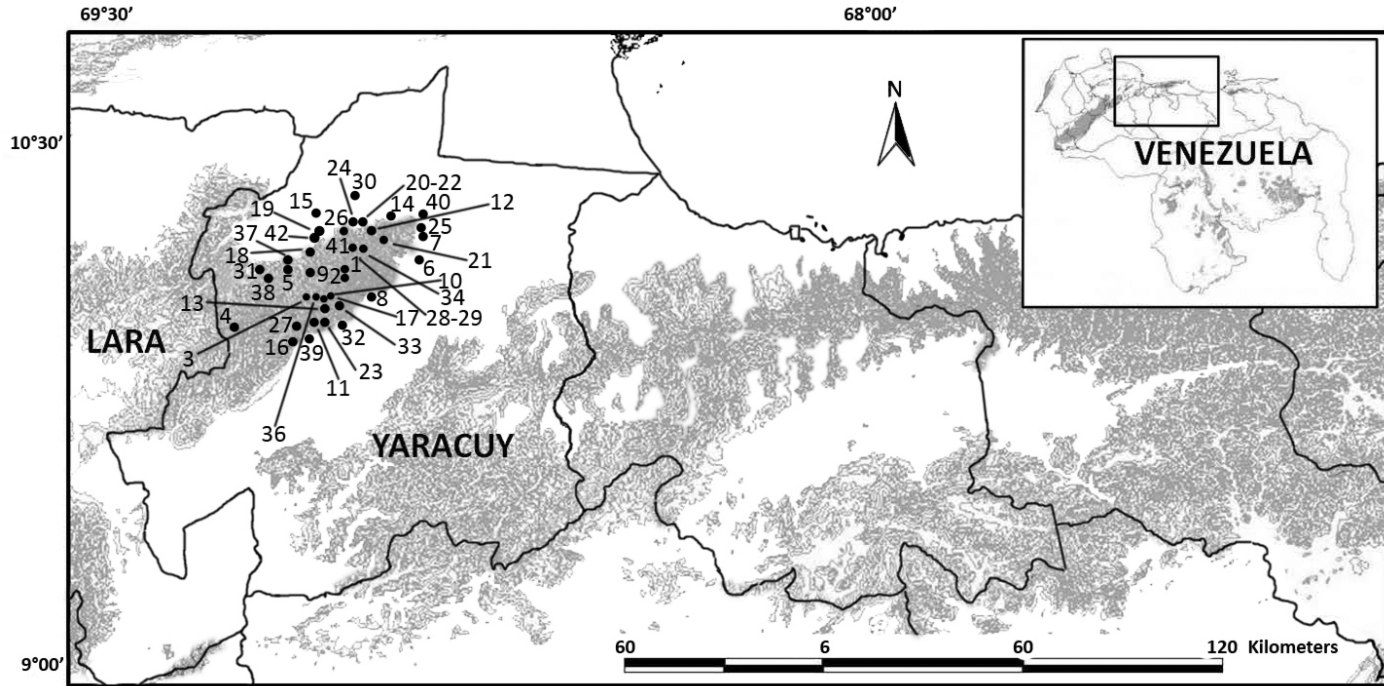 69°30’ 68°00’
10°30’
N
VENEZUELA
24 30 20-22
15 14 40 12
19 26 25
37 42 41 7
18 21
31 5 9 2 1 6 10
38 34
13 8
4 27 17 28-29
LARA
3 16 39 32 33
11 23
36
YARACUY
9°00’
60 6 60 120 Kilometers